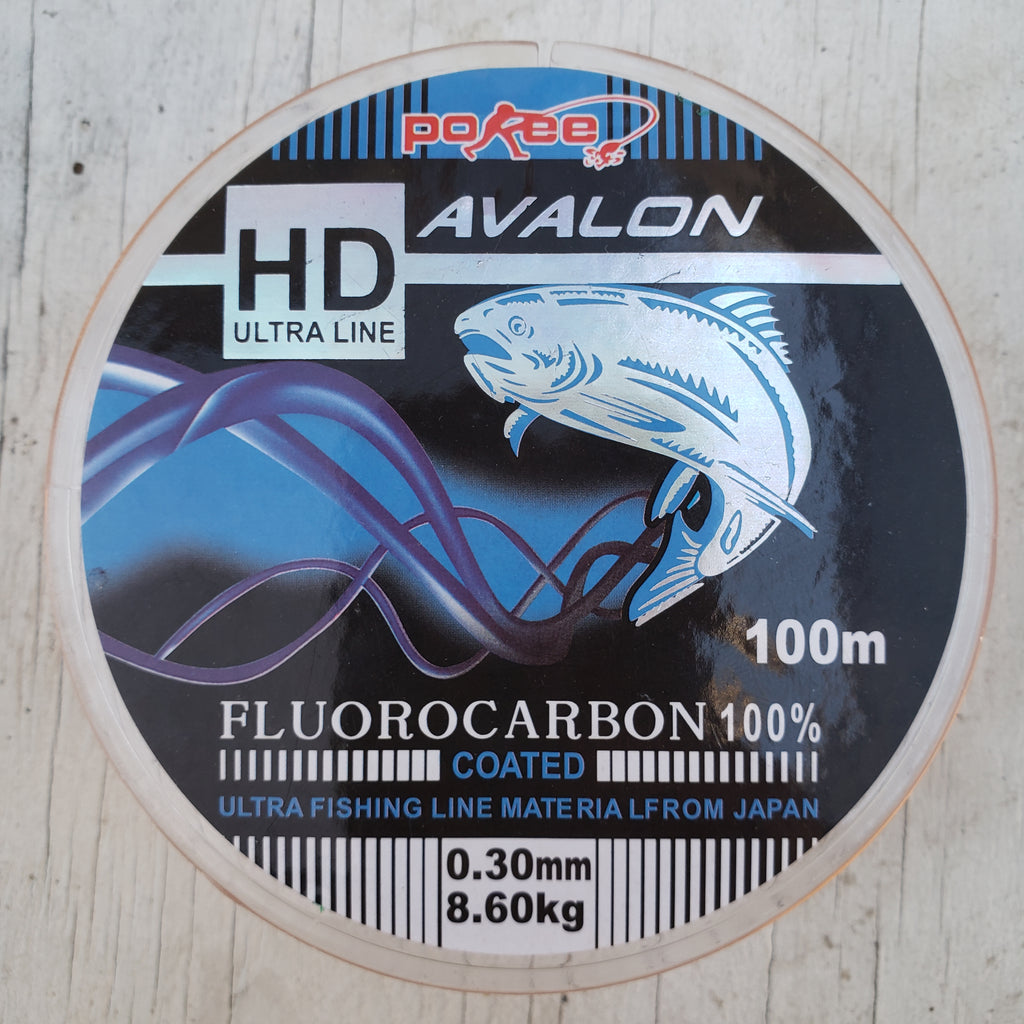 pokee
AVALON
HD
ULTRA LINE
100m
FLUOROCARBON 100%
COATED
ULTRA FISHING LINE MATERIA LFROM JAPAN
0.30mm
8.60kg